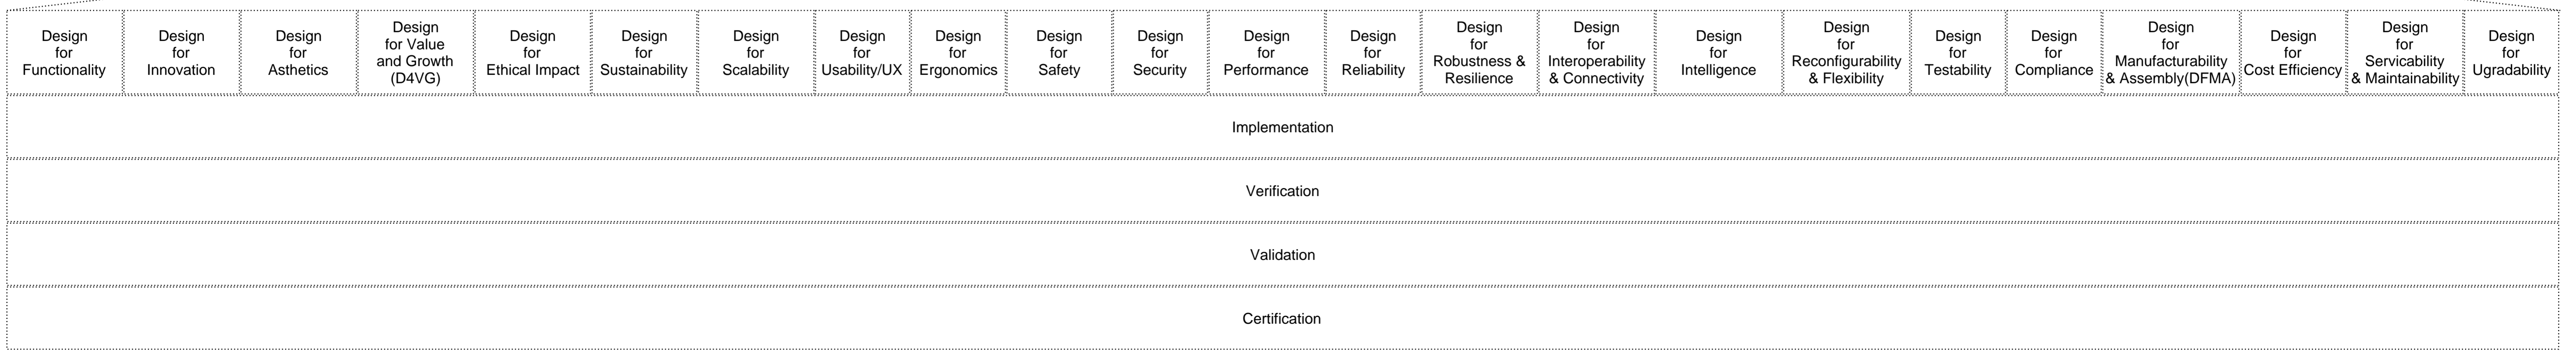 Design
for
Functionality
Design
for
Innovation
Design
for
Asthetics
Design
for Value
and Growth
(D4VG)
Design
for
Ethical Impact
Design
for
Sustainability
Design
for
Scalability
Design
for
Usability/UX
Design
for
Ergonomics
Design
for
Safety
Design
for
Security
Design
for
Performance
Design
for
Reliability
Design
for
Robustness &
Resilience
Design
for
Interoperability
& Connectivity
Design
for
Intelligence
Design
for
Reconfigurability
& Flexibility
Design
for
Testability
Design
for
Compliance
Design
for
Manufacturability
& Assembly(DFMA)
Design
for
Cost Efficiency
Design
for
Servicability
& Maintainability
Design
for
Ugradability
Implementation
Verification
Validation
Certification